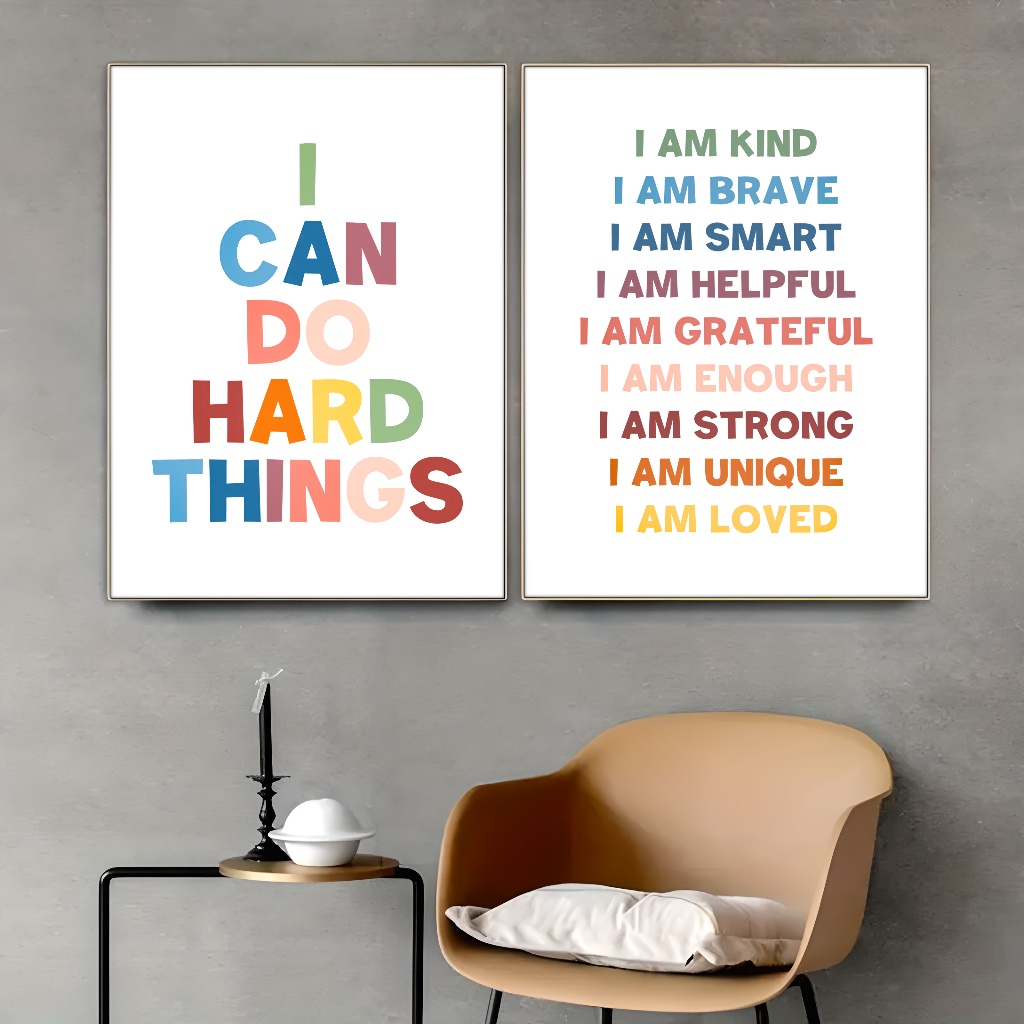 I
CAN
DO
HARD
THINGS
I AM KIND
I AM BRAVE
I AM SMART
I AM HELPFUL
I AM GRATEFUL
I AM ENOUGH
I AM STRONG
I AM UNIQUE
I AM LOVED